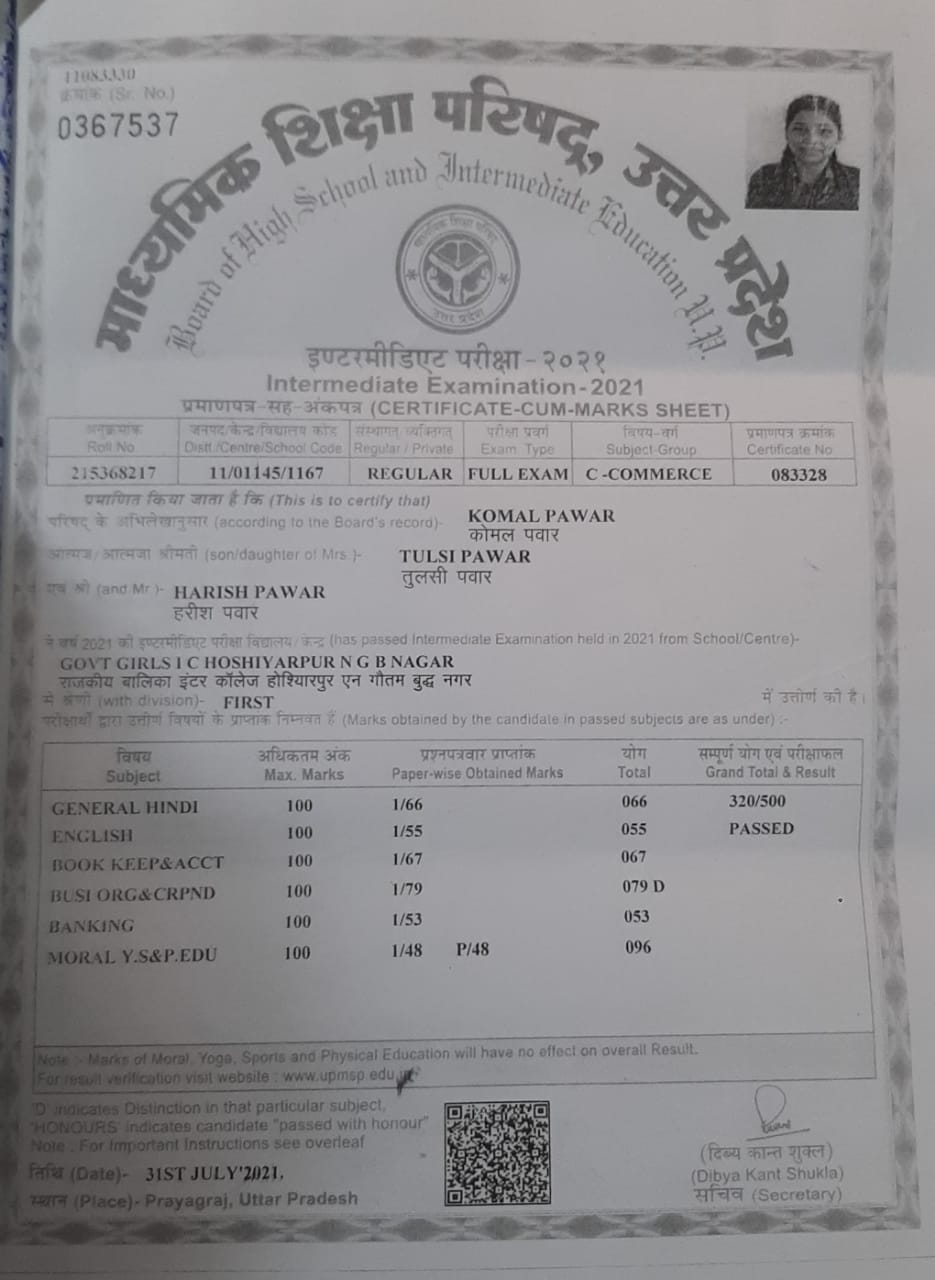 11083330
क्रमांक (Sr. No.)
0367537
माध्यमिक शिक्षा परिषद्, उत्तर प्रदेश
Board of High School and Intermediate Education U.P.
माध्यमिक शिक्षा परिषद्
उत्तर प्रदेश
इण्टरमीडिएट परीक्षा - २०२१
Intermediate Examination - 2021
प्रमाणपत्र-सह-अंकपत्र (CERTIFICATE-CUM-MARKS SHEET)
अनुक्रमांक जनपद/केन्द्र/विद्यालय कोड संस्थागत/व्यक्तिगत परीक्षा प्रवर्ग विषय-वर्ग प्रमाणपत्र क्रमांक
Roll No Distt./Centre/School Code Regular / Private Exam. Type Subject-Group Certificate No
215368217 11/01145/1167 REGULAR FULL EXAM C -COMMERCE 083328
प्रमाणित किया जाता है कि (This is to certify that)
परिषद् के अभिलेखानुसार (according to the Board's record)- KOMAL PAWAR
कोमल पवार
आत्मज/आत्मजा श्रीमती (son/daughter of Mrs.)- TULSI PAWAR
तुलसी पवार
एवं श्री (and Mr.)- HARISH PAWAR
हरीश पवार
ने वर्ष 2021 की इण्टरमीडिएट परीक्षा विद्यालय/केन्द्र (has passed Intermediate Examination held in 2021 from School/Centre)-
GOVT GIRLS I C HOSHIYARPUR N G B NAGAR
राजकीय बालिका इंटर कॉलेज होश्यिारपुर एन गौतम बुद्ध नगर
में श्रेणी (with division)- FIRST में उत्तीर्ण की है।
परीक्षार्थी द्वारा उत्तीर्ण विषयों के प्राप्तांक निम्नवत हैं (Marks obtained by the candidate in passed subjects are as under) :-
विषय अधिकतम अंक प्रश्नपत्रवार प्राप्तांक योग सम्पूर्ण योग एवं परीक्षाफल
Subject Max. Marks Paper-wise Obtained Marks Total Grand Total & Result
GENERAL HINDI 100 1/66 066 320/500
ENGLISH 100 1/55 055 PASSED
BOOK KEEP&ACCT 100 1/67 067
BUSI ORG&CRPND 100 1/79 079 D
BANKING 100 1/53 053
MORAL Y.S&P.EDU 100 1/48 P/48 096
Note :- Marks of Moral, Yoga, Sports and Physical Education will have no effect on overall Result.
For result verification visit website : www.upmsp.edu
'D' indicates Distinction in that particular subject,
'HONOURS' indicates candidate "passed with honour"
Note : For Important Instructions see overleaf
तिथि (Date)- 31ST JULY'2021,
स्थान (Place)- Prayagraj, Uttar Pradesh
(दिब्य कान्त शुक्ल)
(Dibya Kant Shukla)
सचिव (Secretary)